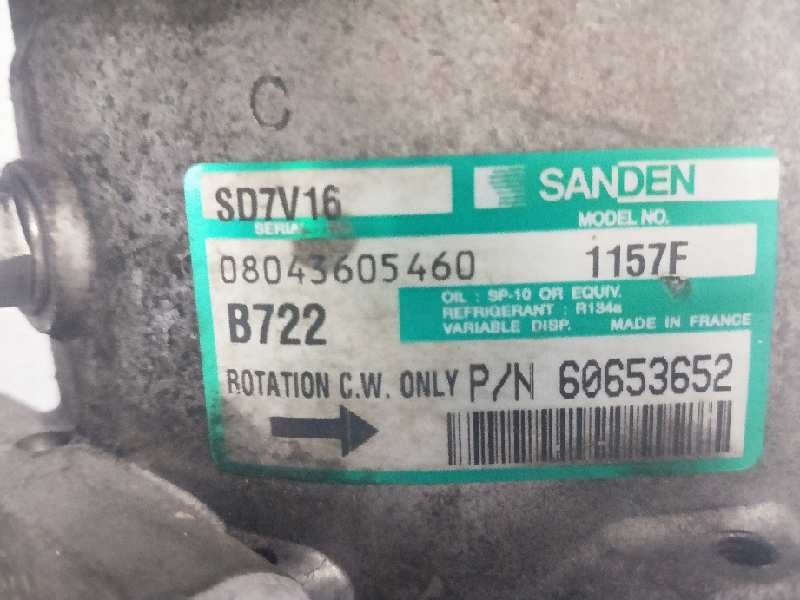 C
SD7V16
SANDEN
SERIAL
MODEL NO.
08043605460
1157F
B722
OIL : SP-10 OR EQUIV.
REFRIGERANT : R134a
VARIABLE DISP. MADE IN FRANCE
ROTATION C.W. ONLY P/N 60653652